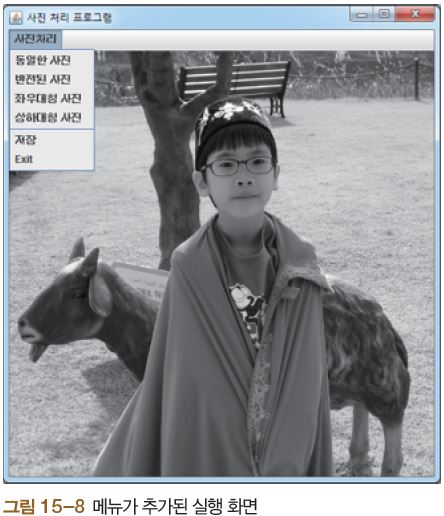 사진 처리 프로그램
사진처리
동일한 사진
반전된 사진
좌우대칭 사진
상하대칭 사진
저장
Exit
그림 15-8 메뉴가 추가된 실행 화면